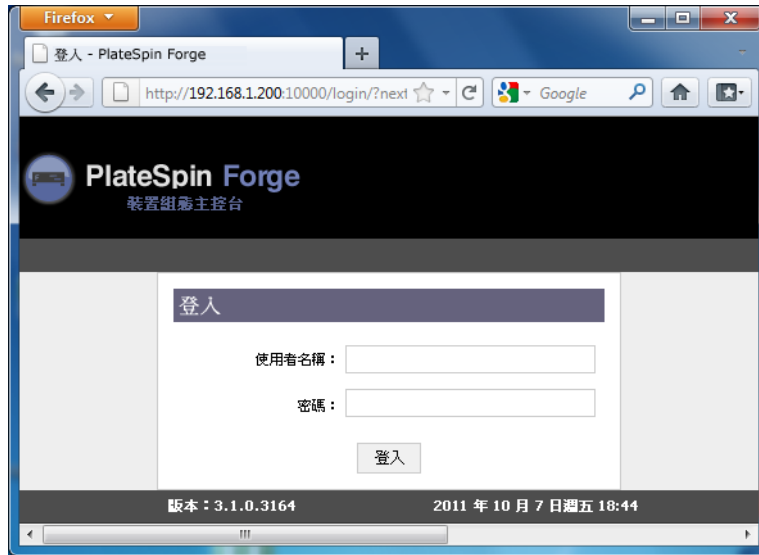 Firefox
登入 - PlateSpin Forge
http://192.168.1.200:10000/login/?next
Google
PlateSpin Forge
裝置組態主控台
登入
使用者名稱：
密碼：
登入
版本：3.1.0.3164 2011 年 10 月 7 日週五 18:44